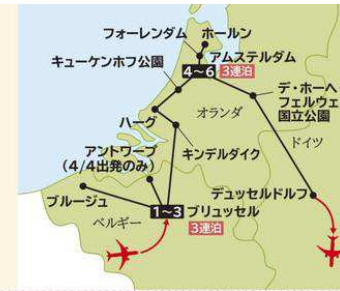 フォーレンダム ホールン
キューケンホフ公園
アムステルダム
4~6 3連泊
デ・ホーヘ・
フェルウェ
国立公園
オランダ
ハーグ
ドイツ
アントワープ
(4/4出発のみ)
キンデルダイク
ブルージュ
デュッセルドルフ
1~3 ブリュッセル
3連泊
ベルギー